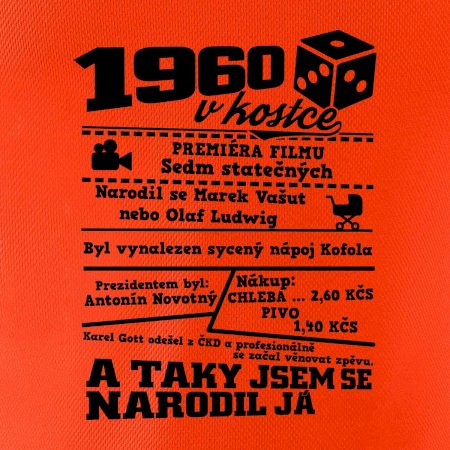 1960
v kostce
PREMIÉRA FILMU
Sedm statečných
Narodil se Marek Vašut
nebo Olaf Ludwig
Byl vynalezen sycený nápoj Kofola
Prezidentem byl:
Antonín Novotný
Nákup:
CHLEBA ... 2,60 KČS
PIVO
1,40 KČS
Karel Gott odešel z ČKD a profesionálně
se začal věnovat zpěvu.
A TAKY JSEM SE
NARODIL JÁ